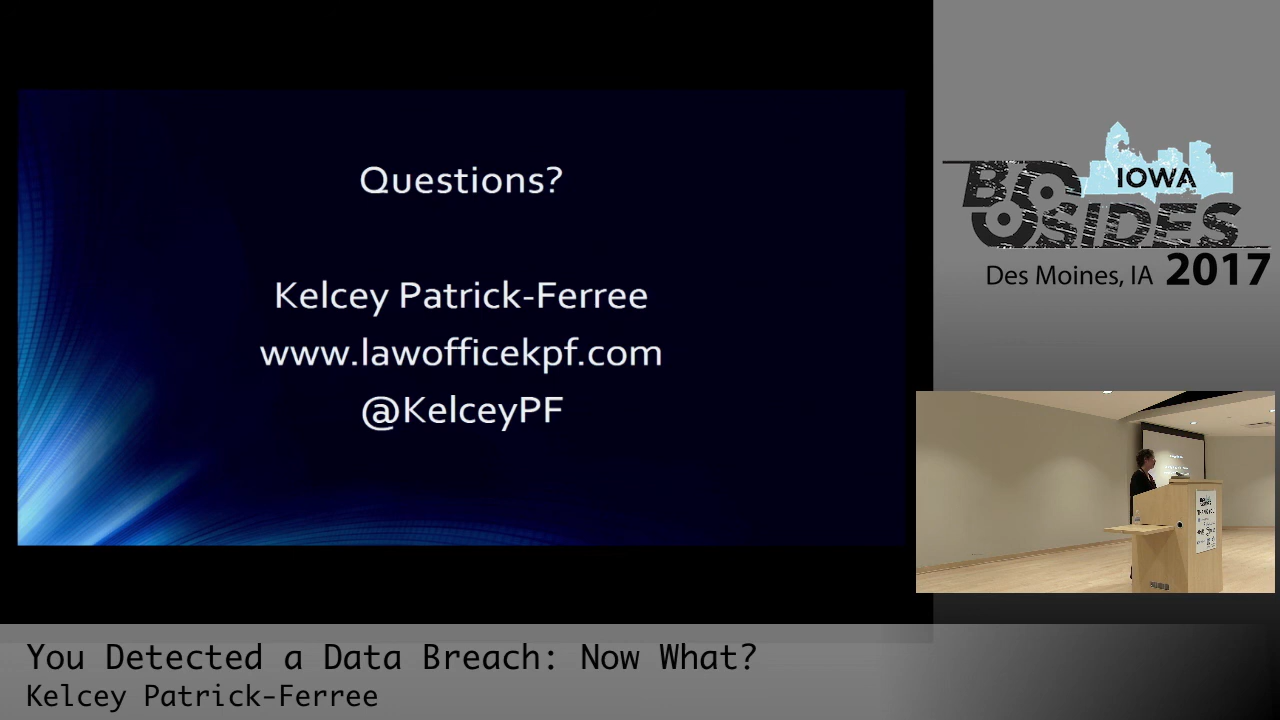 Questions?
Kelcey Patrick-Ferree
www.lawofficekpf.com
@KelceyPF
IOWA
BSIDES
Des Moines, IA 2017
You Detected a Data Breach: Now What?
Kelcey Patrick-Ferree